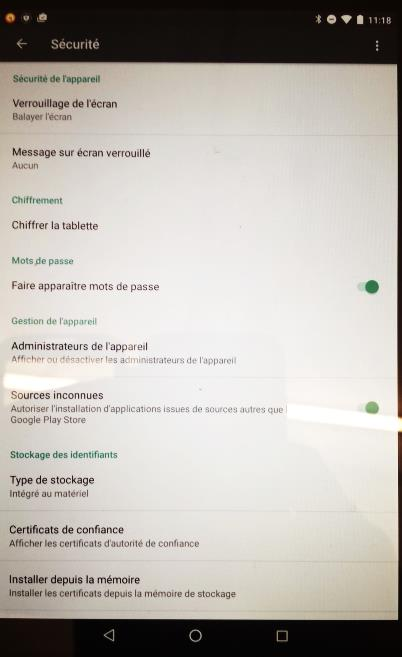 11:18
Sécurité
Sécurité de l'appareil
Verrouillage de l'écran
Balayer l'écran
Message sur écran verrouillé
Aucun
Chiffrement
Chiffrer la tablette
Mots de passe
Faire apparaître mots de passe
Gestion de l'appareil
Administrateurs de l'appareil
Afficher ou désactiver les administrateurs de l'appareil
Sources inconnues
Autoriser l'installation d'applications issues de sources autres que
Google Play Store
Stockage des identifiants
Type de stockage
Intégré au matériel
Certificats de confiance
Afficher les certificats d'autorité de confiance
Installer depuis la mémoire
Installer les certificats depuis la mémoire de stockage